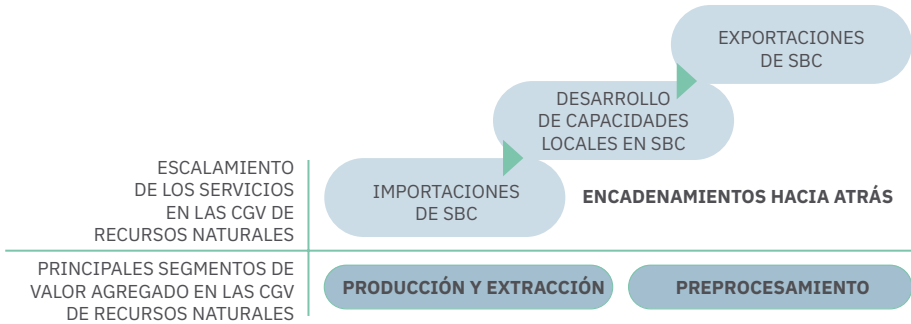 EXPORTACIONES
DE SBC
DESARROLLO
DE CAPACIDADES
LOCALES EN SBC
ESCALAMIENTO
DE LOS SERVICIOS
EN LAS CGV DE
RECURSOS NATURALES
IMPORTACIONES
DE SBC
ENCADENAMIENTOS HACIA ATRÁS
PRINCIPALES SEGMENTOS DE
VALOR AGREGADO EN LAS CGV
DE RECURSOS NATURALES
PRODUCCIÓN Y EXTRACCIÓN
PREPROCESAMIENTO